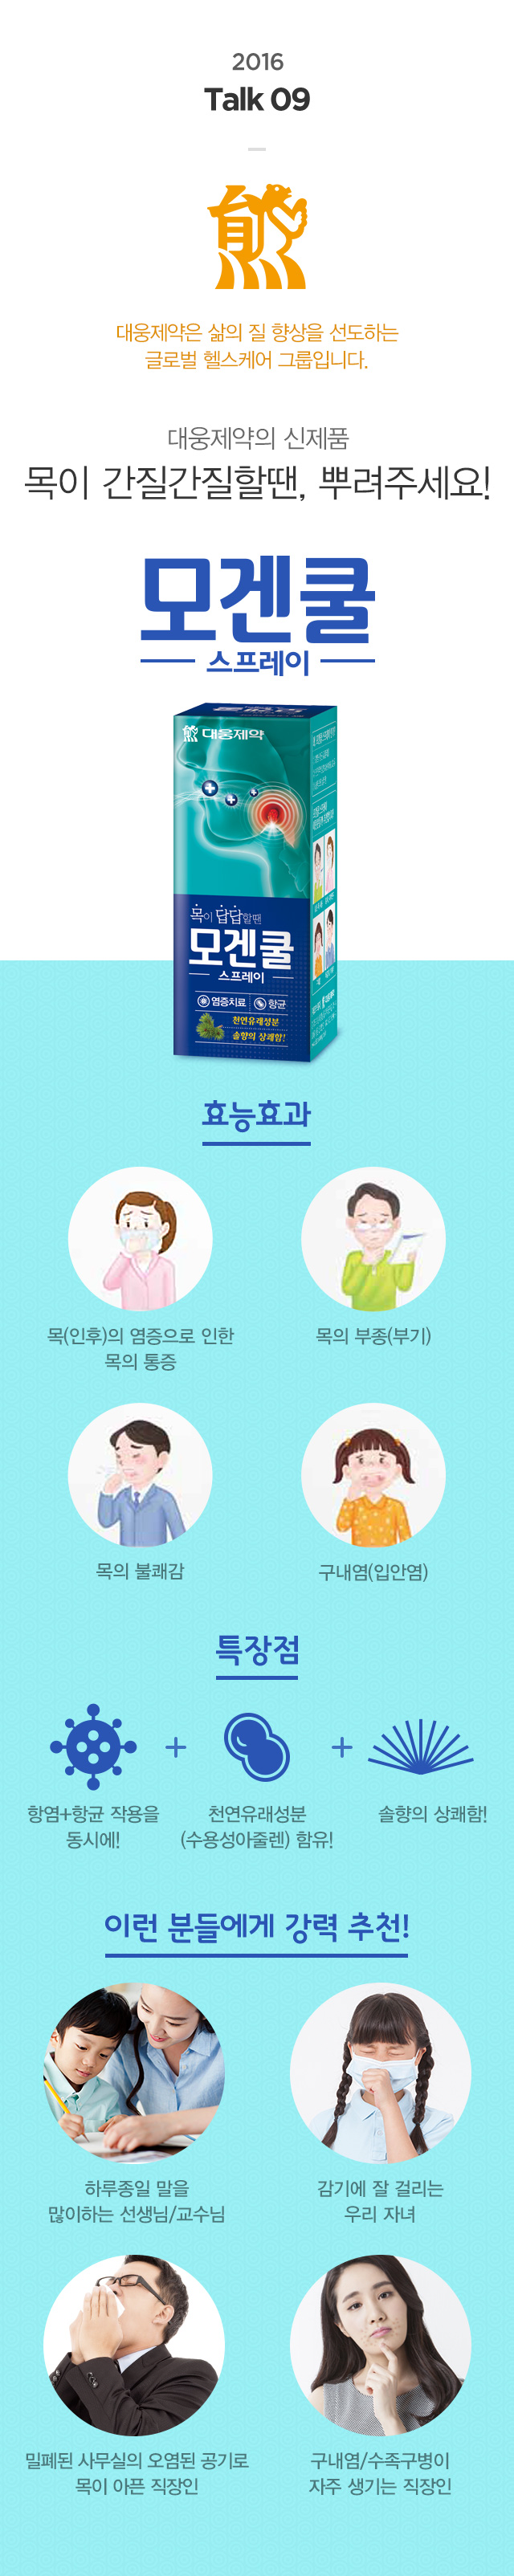 2016
Talk 09
대웅제약은 삶의 질 향상을 선도하는
글로벌 헬스케어 그룹입니다.
대웅제약의 신제품
목이 간질간질할땐, 뿌려주세요!
모겐쿨
스프레이
대웅제약
목이 답답할땐
모겐쿨
스프레이
염증치료
항균
천연유래성분
솔향의 상쾌함!
효능효과
목(인후)의 염증으로 인한
목의 통증
목의 부종(부기)
목의 불쾌감
구내염(입안염)
특장점
항염+항균 작용을
동시에!
+
천연유래성분
(수용성아줄렌) 함유!
+
솔향의 상쾌함!
이런 분들에게 강력 추천!
하루종일 말을
많이하는 선생님/교수님
감기에 잘 걸리는
우리 자녀
밀폐된 사무실의 오염된 공기로
목이 아픈 직장인
구내염/수족구병이
자주 생기는 직장인